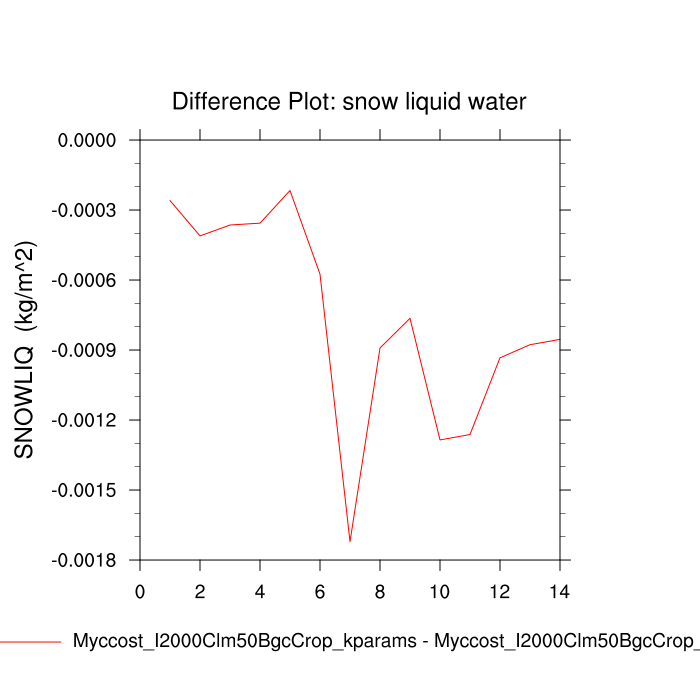 Difference Plot: snow liquid water
SNOWLIQ (kg/m^2)
0.0000
-0.0003
-0.0006
-0.0009
-0.0012
-0.0015
-0.0018
0 2 4 6 8 10 12 14
Myccost_I2000Clm50BgcCrop_kparams - Myccost_I2000Clm50BgcCrop_